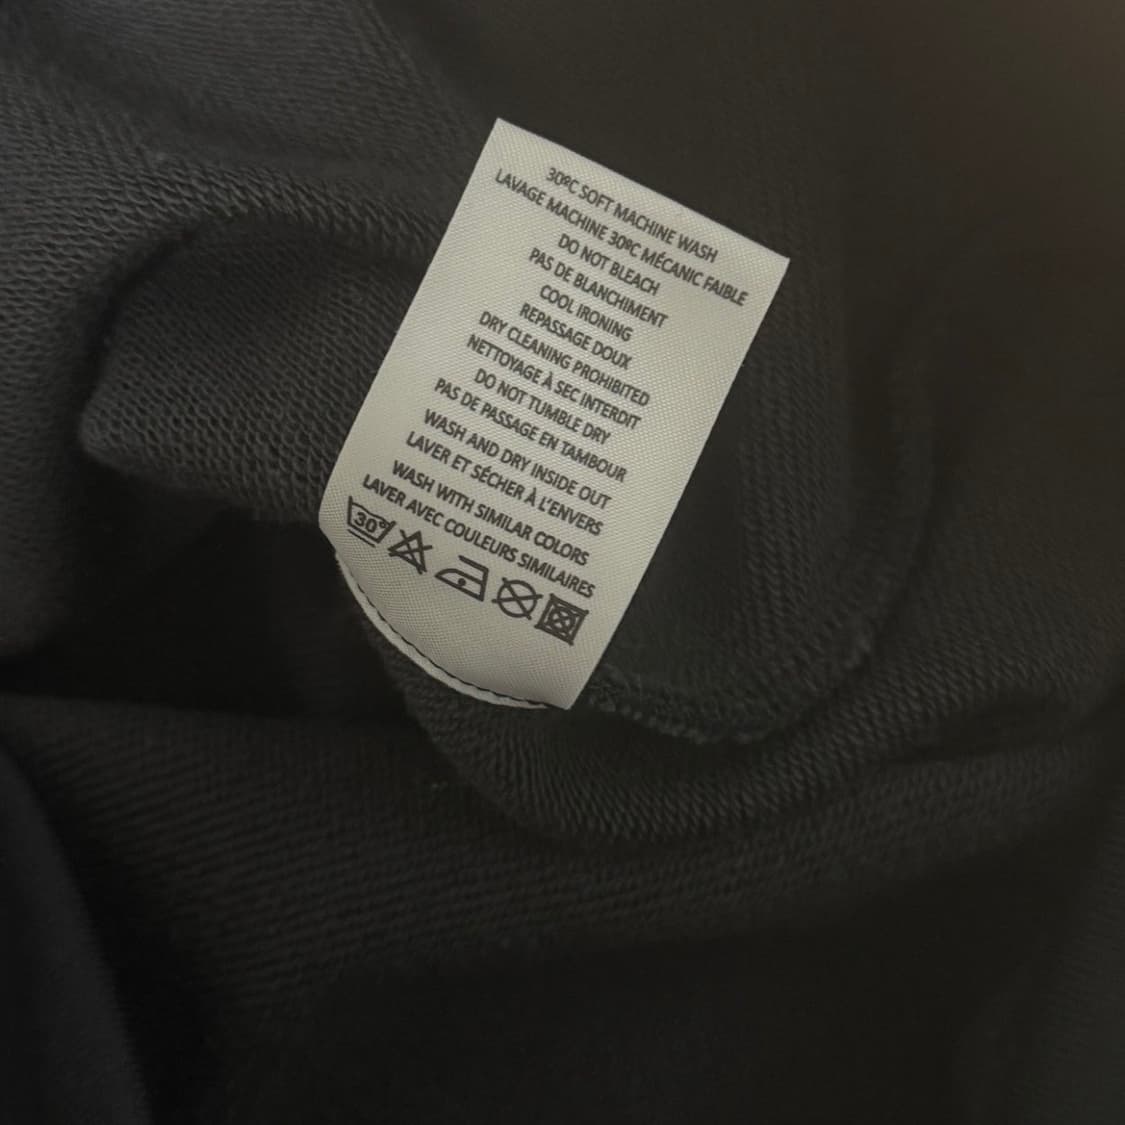 30ºC SOFT MACHINE WASH
LAVAGE MACHINE 30ºC MÉCANIC FAIBLE
DO NOT BLEACH
PAS DE BLANCHIMENT
COOL IRONING
REPASSAGE DOUX
DRY CLEANING PROHIBITED
NETTOYAGE À SEC INTERDIT
DO NOT TUMBLE DRY
PAS DE PASSAGE EN TAMBOUR
WASH AND DRY INSIDE OUT
LAVER ET SÉCHER À L'ENVERS
WASH WITH SIMILAR COLORS
LAVER AVEC COULEURS SIMILAIRES
30º